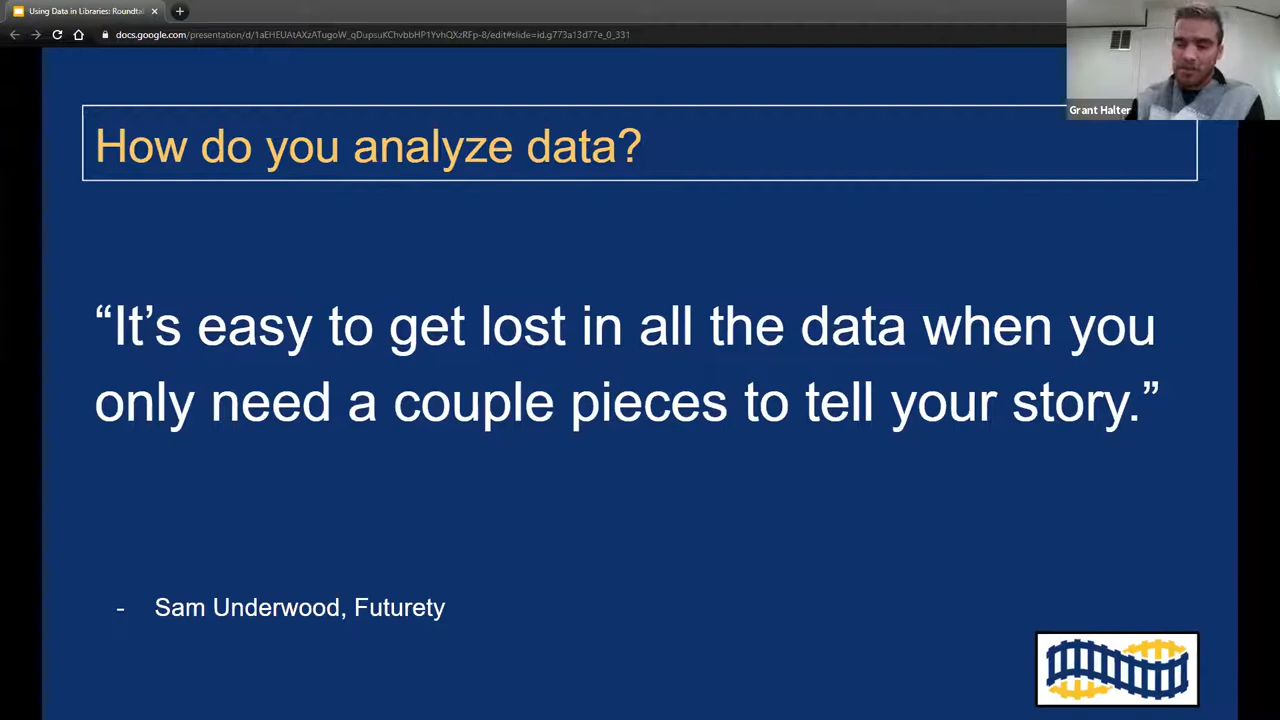 Using Data in Libraries: Roundta
docs.google.com/presentation/d/1aEHEUAtAXzATugoW_qDupsuKChvbbHP1YvhQXzRFp-8/edit#slide=id.g773a13d77e_0_331
Grant Halter
How do you analyze data?
“It’s easy to get lost in all the data when you
only need a couple pieces to tell your story.”
- Sam Underwood, Futurety